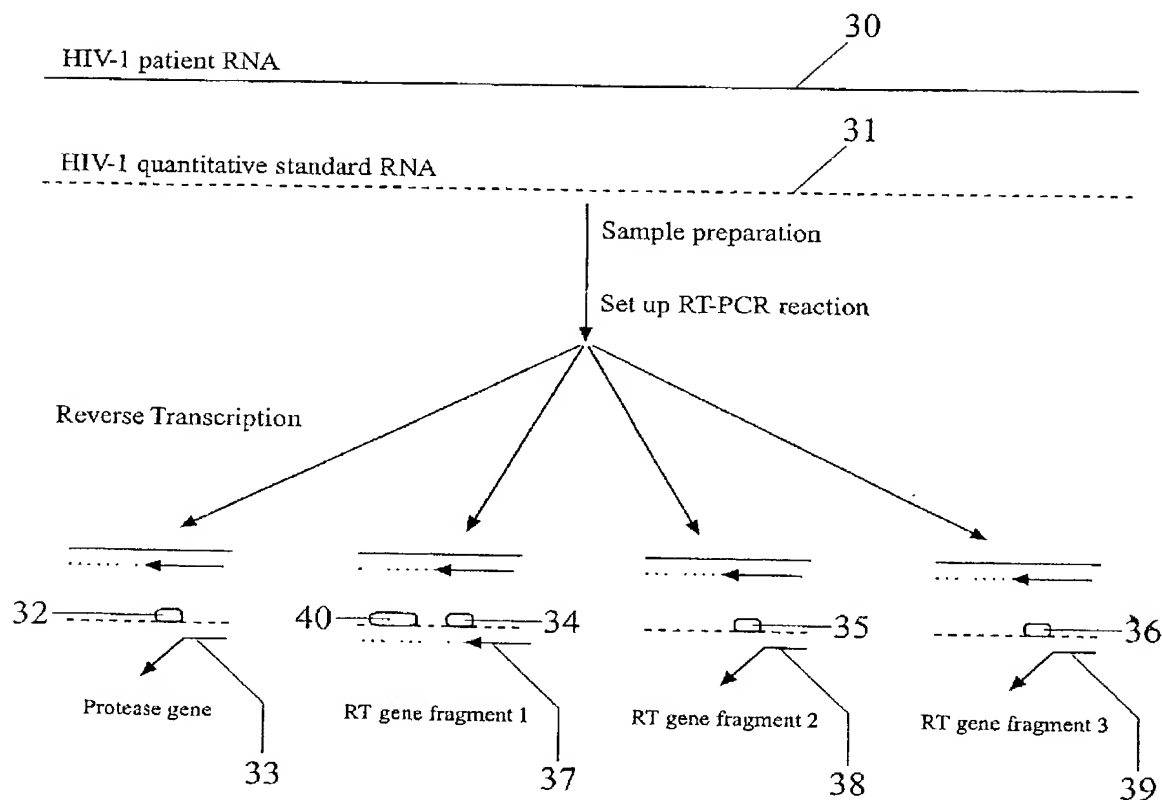 30
HIV-1 patient RNA
31
HIV-1 quantitative standard RNA
Sample preparation
Set up RT-PCR reaction
Reverse Transcription
32
40
34
35
36
Protease gene
RT gene fragment 1
RT gene fragment 2
RT gene fragment 3
33
37
38
39